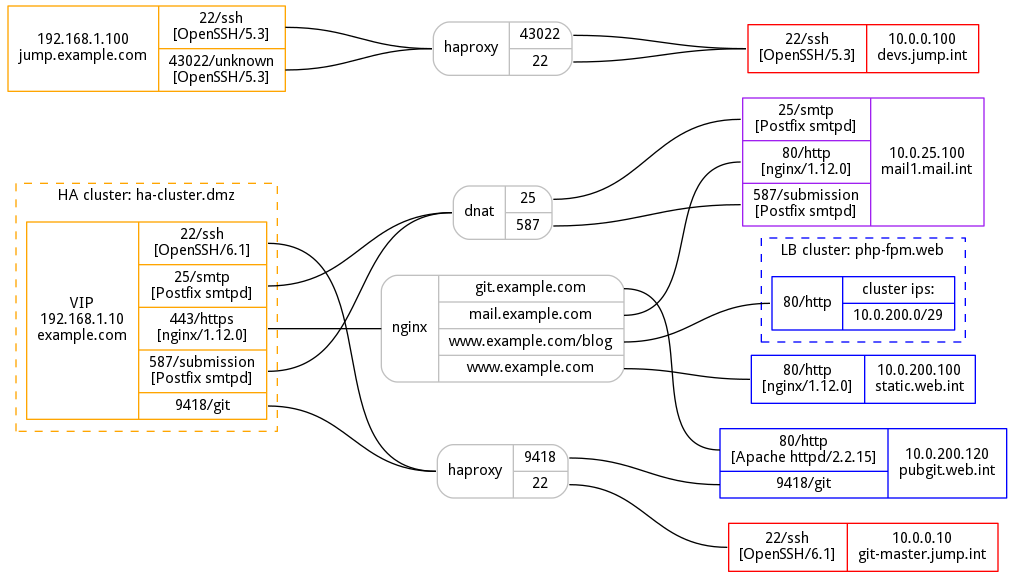 192.168.1.100
jump.example.com
22/ssh
[OpenSSH/5.3]
43022/unknown
[OpenSSH/5.3]
haproxy
43022
22
22/ssh
[OpenSSH/5.3]
10.0.0.100
devs.jump.int
25/smtp
[Postfix smtpd]
80/http
[nginx/1.12.0]
587/submission
[Postfix smtpd]
10.0.25.100
mail1.mail.int
HA cluster: ha-cluster.dmz
VIP
192.168.1.10
example.com
22/ssh
[OpenSSH/6.1]
25/smtp
[Postfix smtpd]
443/https
[nginx/1.12.0]
587/submission
[Postfix smtpd]
9418/git
dnat
25
587
nginx
git.example.com
mail.example.com
www.example.com/blog
www.example.com
LB cluster: php-fpm.web
80/http
cluster ips:
10.0.200.0/29
80/http
[nginx/1.12.0]
10.0.200.100
static.web.int
80/http
[Apache httpd/2.2.15]
9418/git
10.0.200.120
pubgit.web.int
haproxy
9418
22
22/ssh
[OpenSSH/6.1]
10.0.0.10
git-master.jump.int